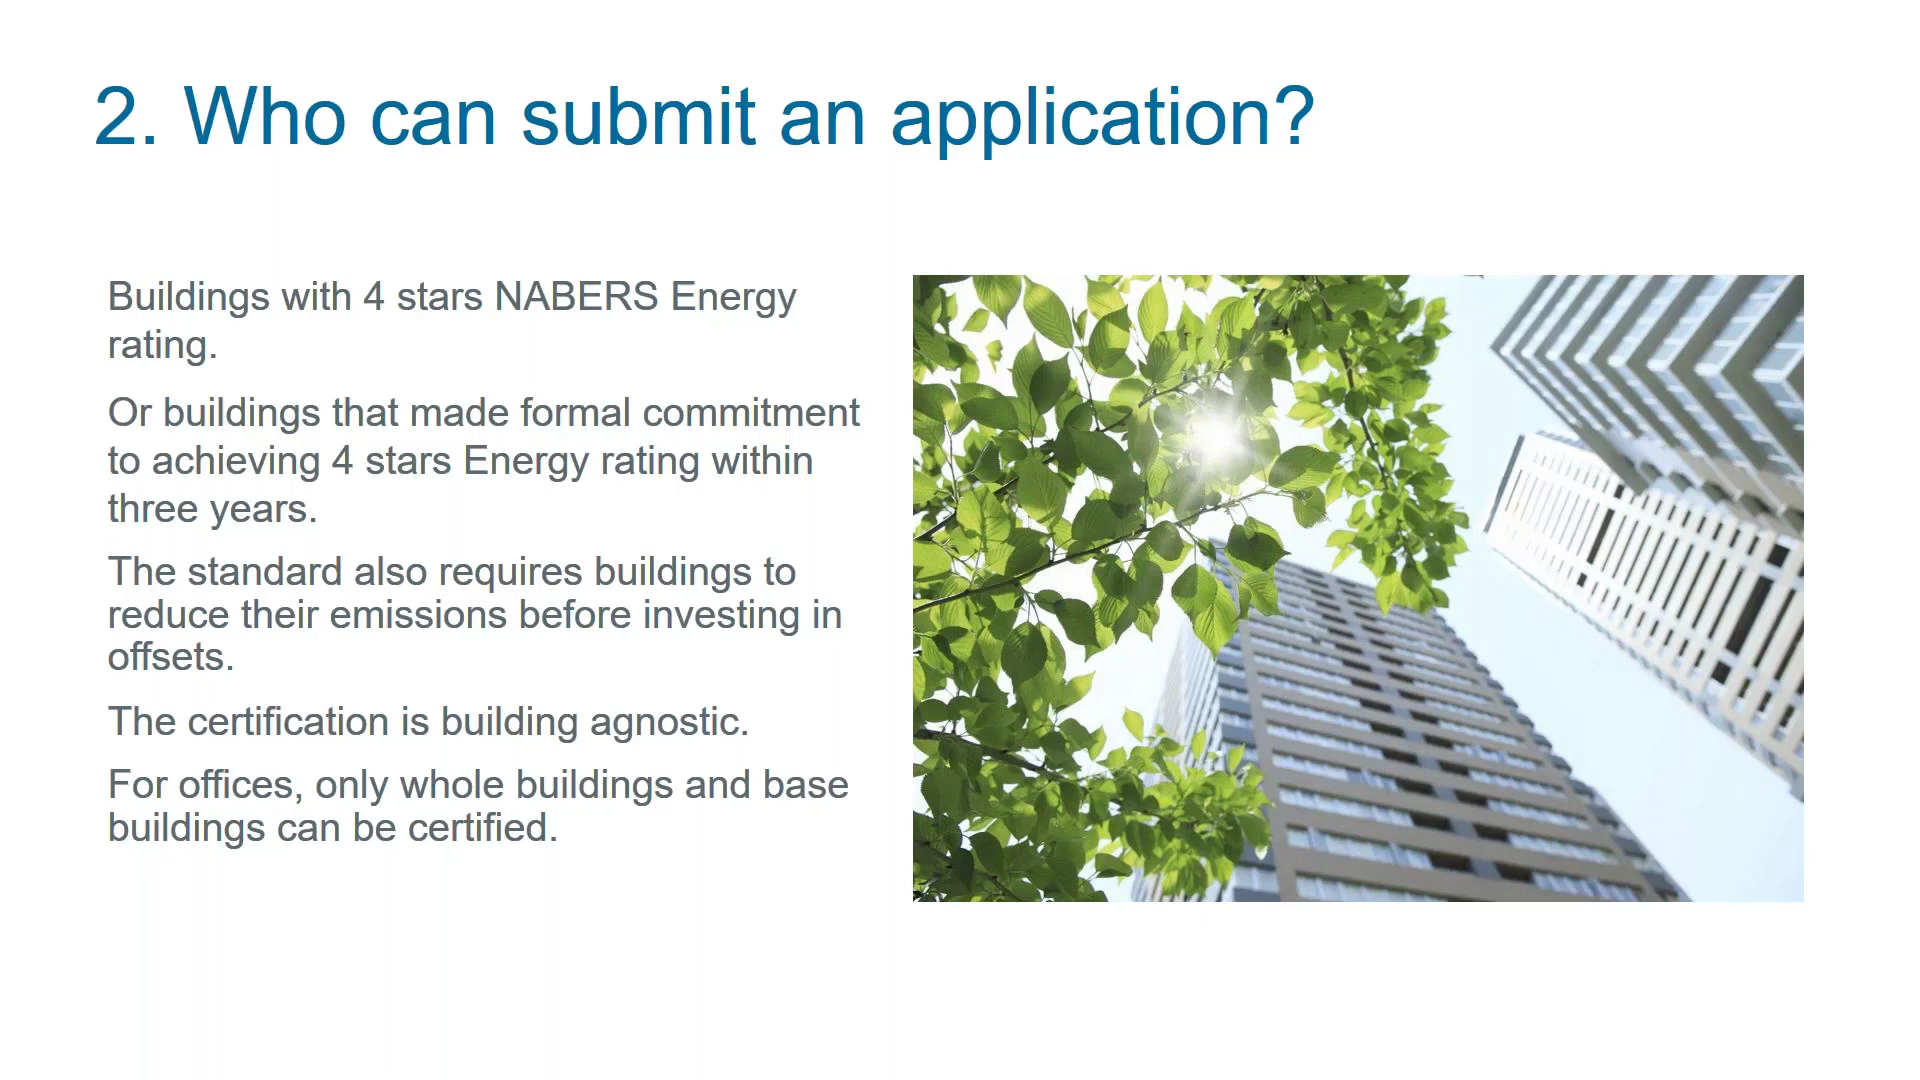 2. Who can submit an application?
Buildings with 4 stars NABERS Energy
rating.
Or buildings that made formal commitment
to achieving 4 stars Energy rating within
three years.
The standard also requires buildings to
reduce their emissions before investing in
offsets.
The certification is building agnostic.
For offices, only whole buildings and base
buildings can be certified.